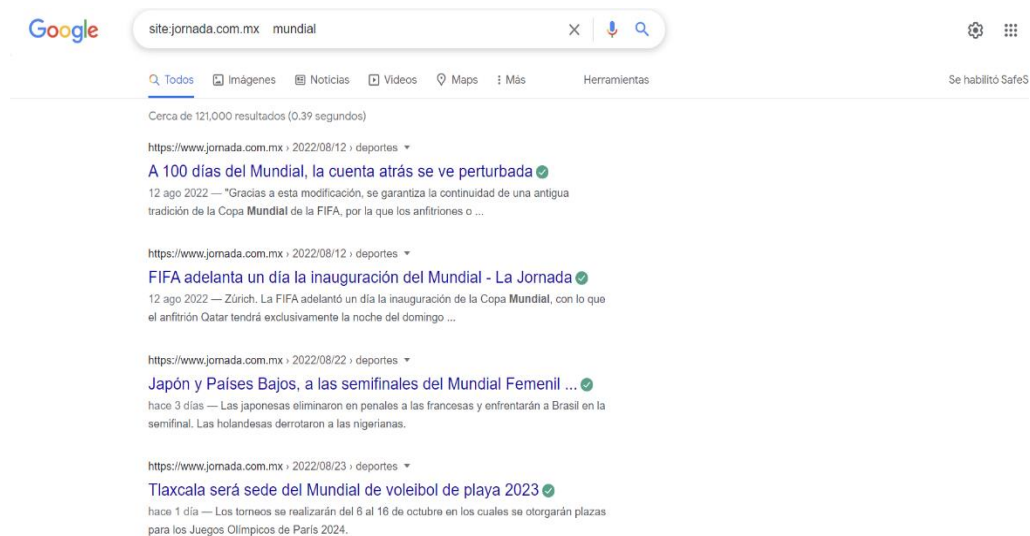 Google
site:jornada.com.mx mundial
Todos Imágenes Noticias Videos Maps Más Herramientas Se habilitó SafeS
Cerca de 121,000 resultados (0.39 segundos)
https://www.jornada.com.mx › 2022/08/12 › deportes
A 100 días del Mundial, la cuenta atrás se ve perturbada
12 ago 2022 — "Gracias a esta modificación, se garantiza la continuidad de una antigua
tradición de la Copa Mundial de la FIFA, por la que los anfitriones o ...
https://www.jornada.com.mx › 2022/08/12 › deportes
FIFA adelanta un día la inauguración del Mundial - La Jornada
12 ago 2022 — Zúrich. La FIFA adelantó un día la inauguración de la Copa Mundial, con lo que
el anfitrión Qatar tendrá exclusivamente la noche del domingo ...
https://www.jornada.com.mx › 2022/08/22 › deportes
Japón y Países Bajos, a las semifinales del Mundial Femenil ...
hace 3 días — Las japonesas eliminaron en penales a las francesas y enfrentarán a Brasil en la
semifinal. Las holandesas derrotaron a las nigerianas.
https://www.jornada.com.mx › 2022/08/23 › deportes
Tlaxcala será sede del Mundial de voleibol de playa 2023
hace 1 día — Los torneos se realizarán del 6 al 16 de octubre en los cuales se otorgarán plazas
para los Juegos Olímpicos de París 2024.